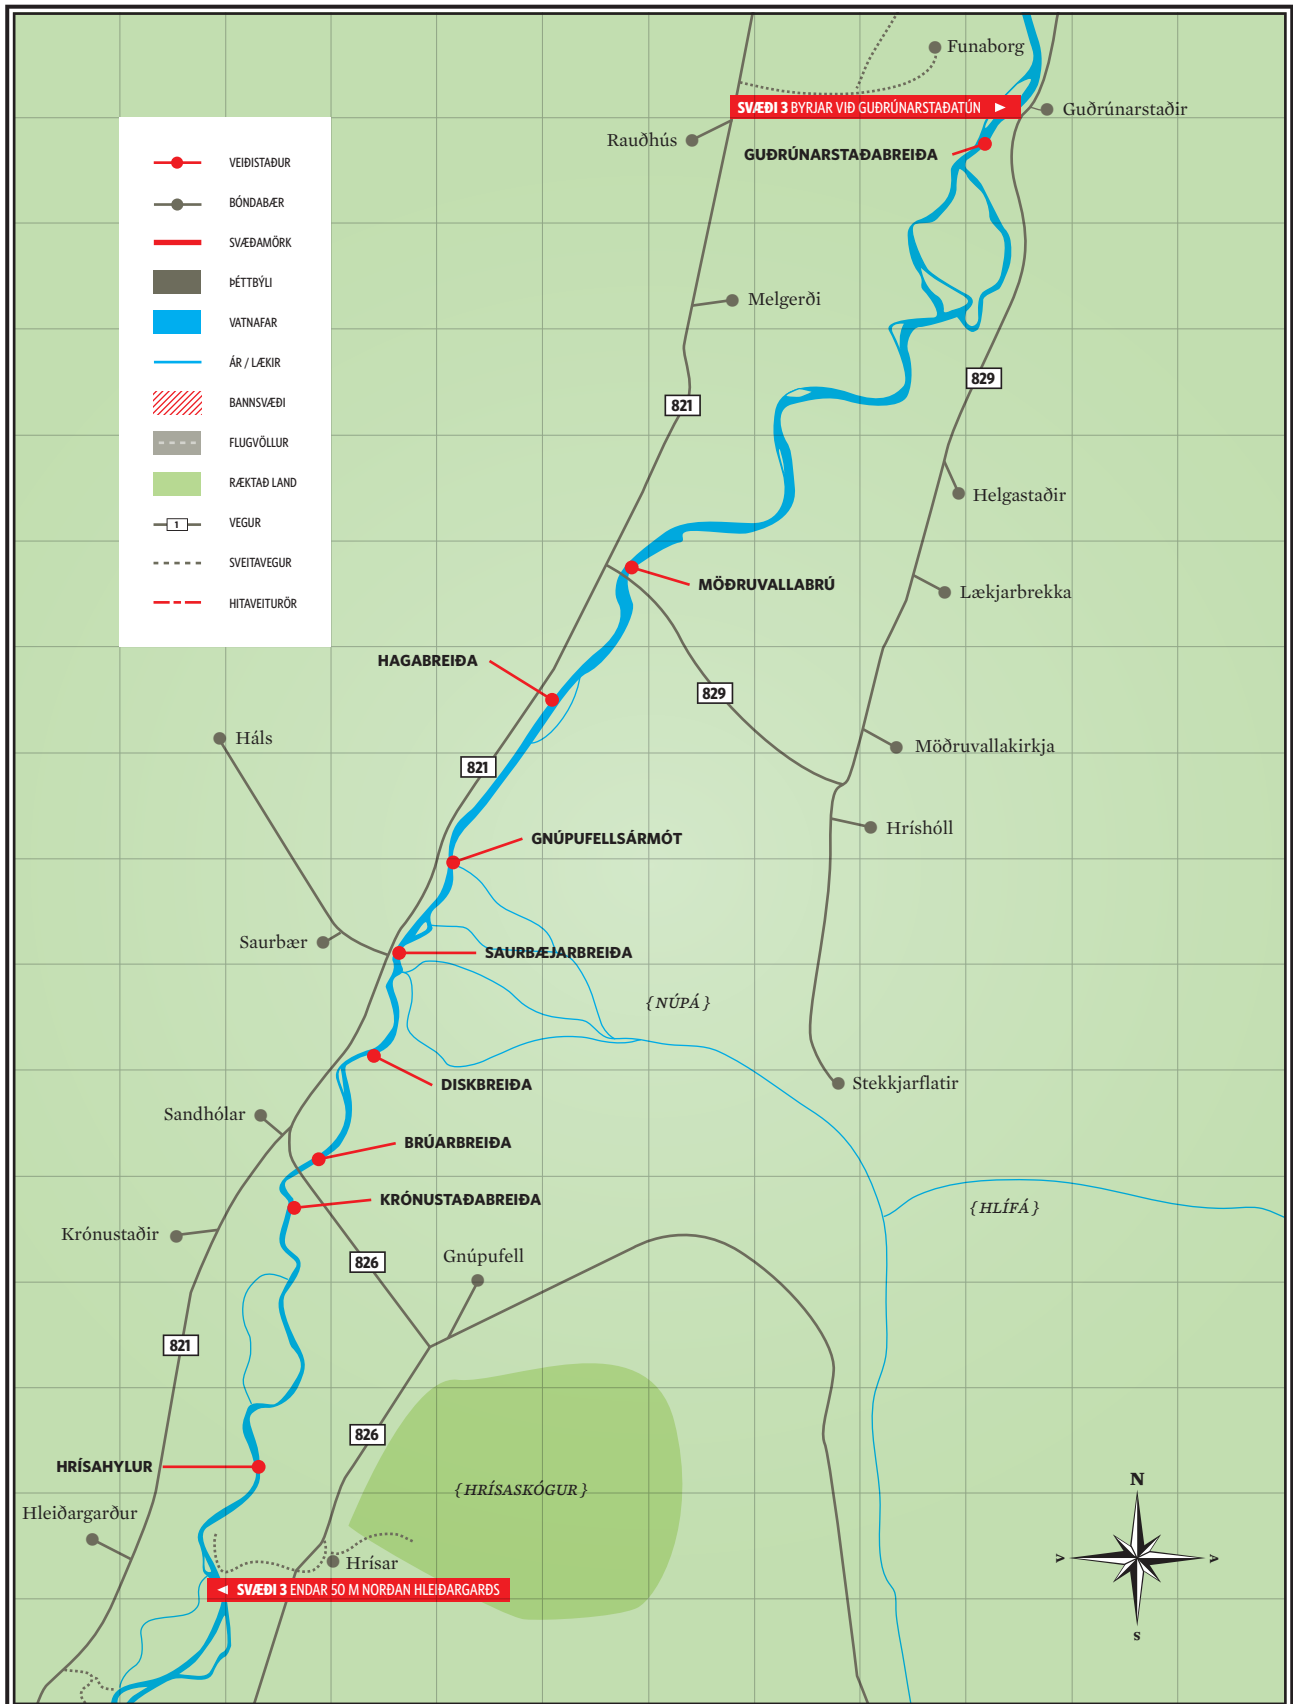 Funaborg
SVÆÐI 3 BYRJAR VIÐ GUÐRÚNARSTAÐATÚN
Guðrúnarstaðir
Rauðhús
GUÐRÚNARSTAÐABREIÐA
VEIÐISTAÐUR
BÓNDABÆR
SVÆÐAMÖRK
ÞÉTTBÝLI
VATNAFAR
ÁR / LÆKIR
BANNSVÆÐI
FLUGVÖLLUR
RÆKTAÐ LAND
1 VEGUR
SVEITAVEGUR
HITAVEITURÖR
Melgerði
829
821
Helgastaðir
MÖÐRUVALLABRÚ
Lækjarbrekka
HAGABREIÐA
829
Háls
Möðruvallakirkja
821
Hríshóll
GNÚPUFELLSÁRMÓT
Saurbær
SAURBÆJARBREIÐA
{NÚPÁ}
DISKBREIÐA
Stekkjarflatir
Sandhólar
BRÚARBREIÐA
KRÓNUSTAÐABREIÐA
{HLÍFÁ}
Krónustaðir
826
Gnúpufell
821
826
HRÍSAHYLUR
{HRÍSASKÓGUR}
Hleiðargarður
Hrísar
SVÆÐI 3 ENDAR 50 M NORÐAN HLEIÐARGARÐS
N
V
A
S